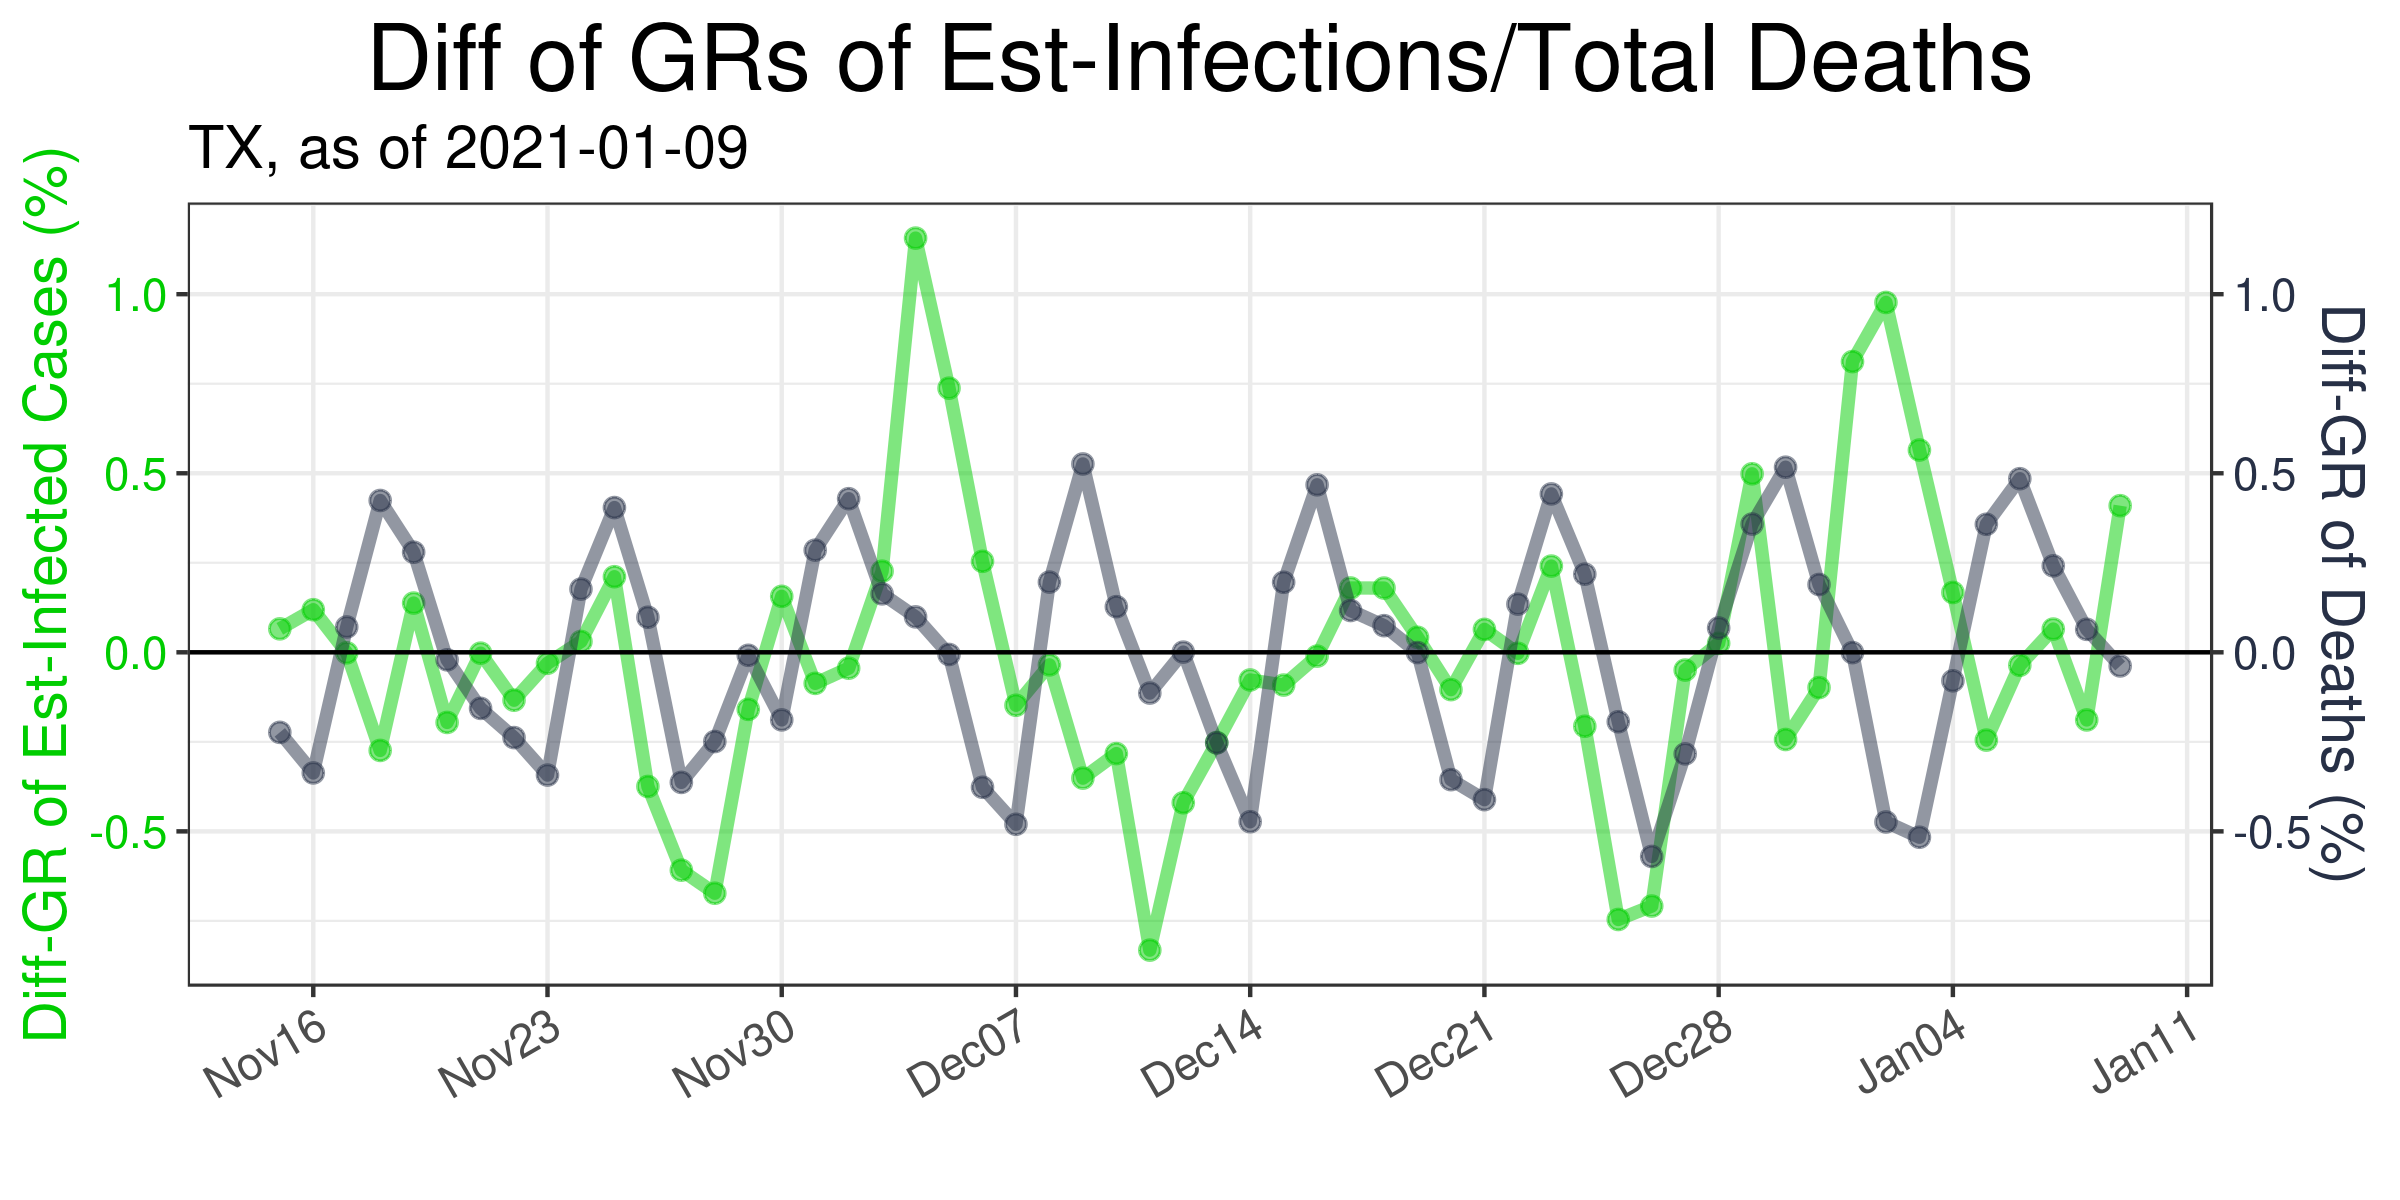 Diff of GRs of Est-Infections/Total Deaths
TX, as of 2021-01-09
Diff-GR of Est-Infected Cases (%)
1.0
0.5
0.0
-0.5
1.0
0.5
0.0
-0.5
Diff-GR of Deaths (%)
Nov16
Nov23
Nov30
Dec07
Dec14
Dec21
Dec28
Jan04
Jan11